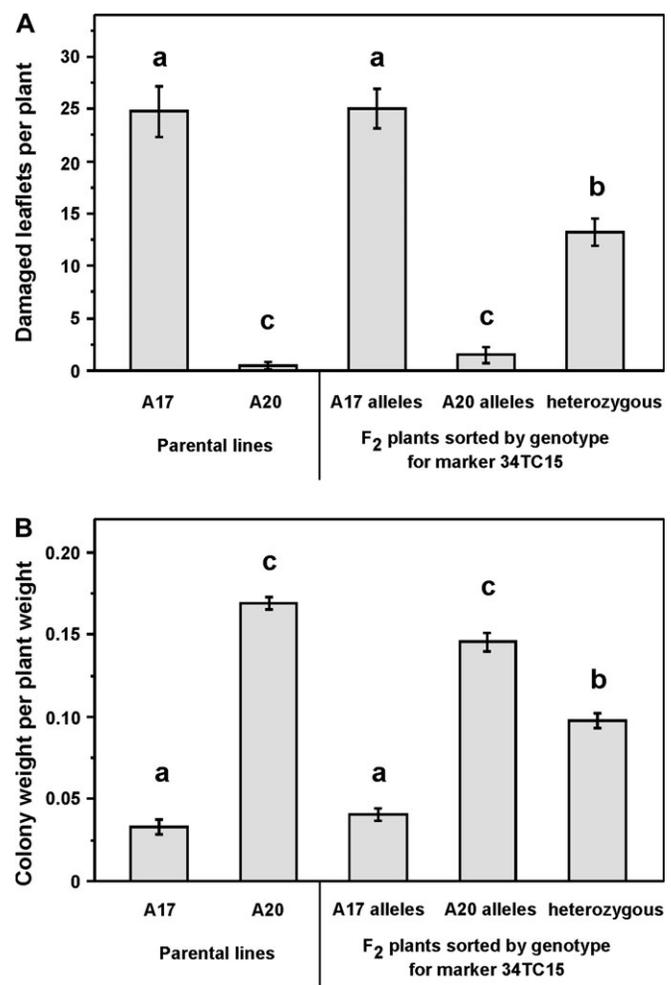 A
Damaged leaflets per plant
30
25
20
15
10
5
0
a
c
a
c
b
A17
A20
A17 alleles
A20 alleles
heterozygous
Parental lines
F2 plants sorted by genotype
for marker 34TC15
B
Colony weight per plant weight
0.20
0.15
0.10
0.05
0
a
c
a
c
b
A17
A20
A17 alleles
A20 alleles
heterozygous
Parental lines
F2 plants sorted by genotype
for marker 34TC15